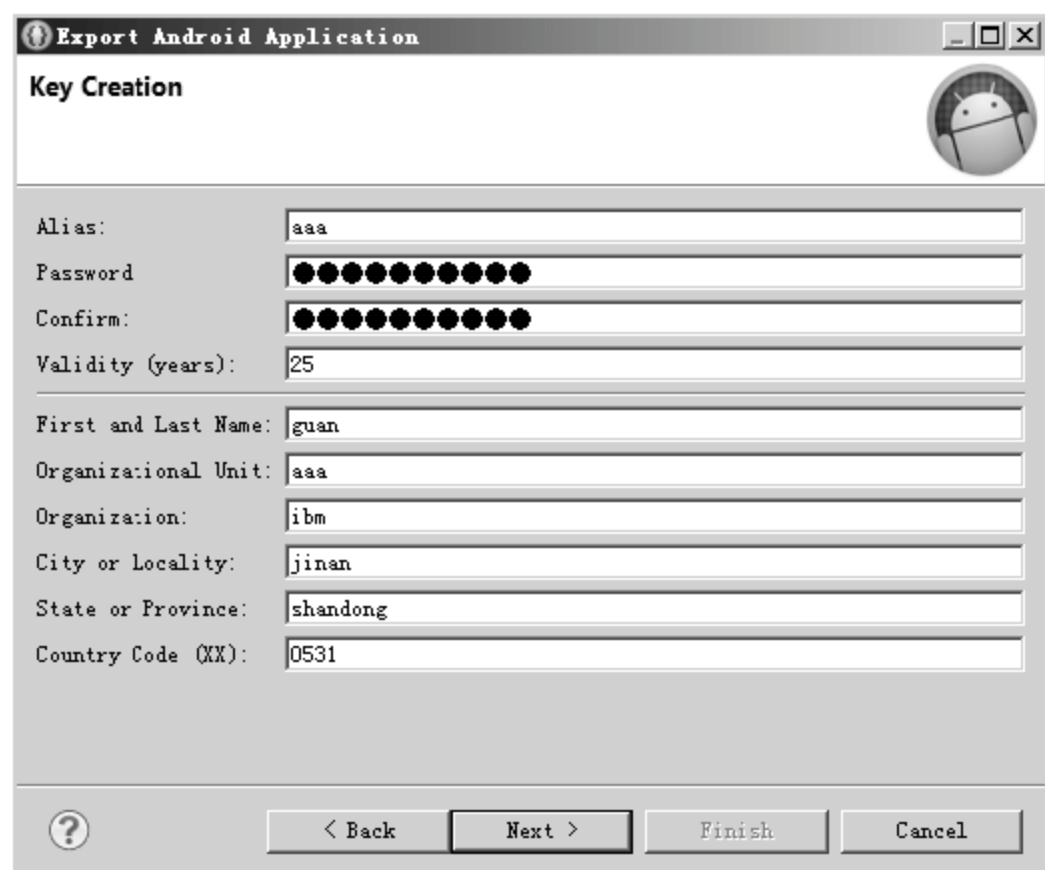 Export Android Application
Key Creation
Alias: aaa
Password ●●●●●●●●●●
Confirm: ●●●●●●●●●●
Validity (years): 25
First and Last Name: guan
Organizational Unit: aaa
Organization: ibm
City or Locality: jinan
State or Province: shandong
Country Code (XX): 0531
? < Back Next > Finish Cancel